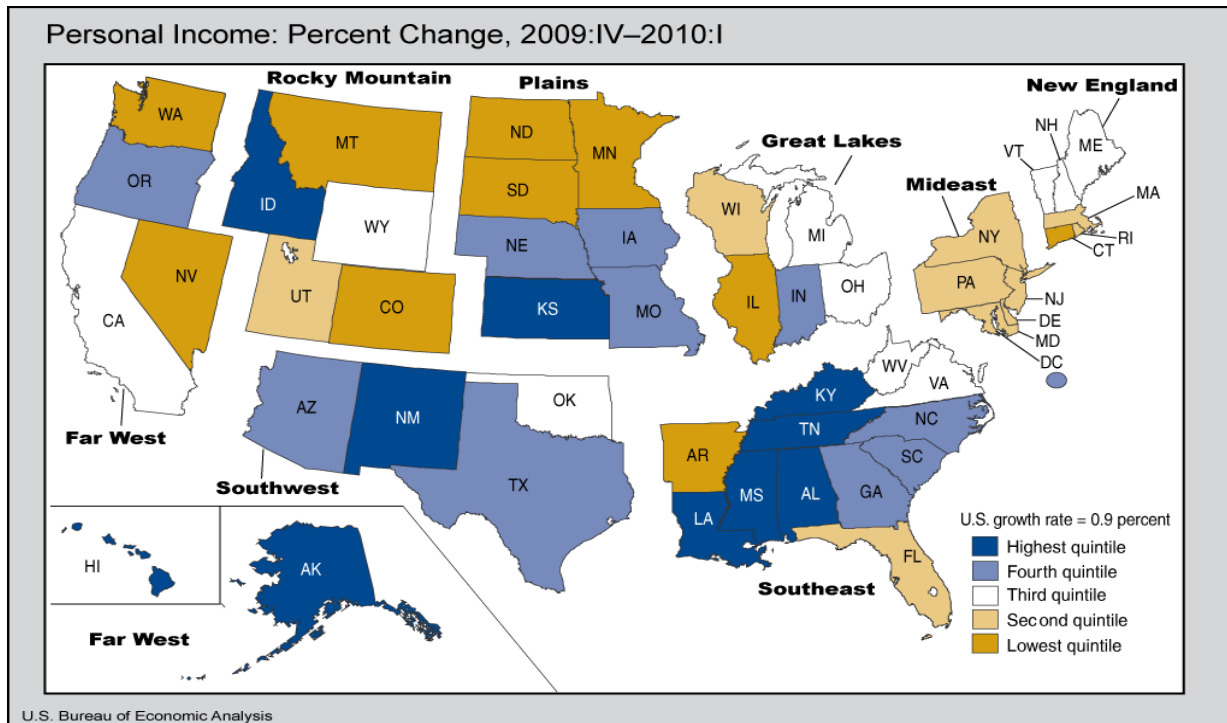 Personal Income: Percent Change, 2009:IV–2010:I
Rocky Mountain
Plains
New England
Great Lakes
Mideast
WA
MT
ND
MN
OR
ID
SD
WY
WI
MI
NH
VT
ME
MA
NY
RI
CT
NV
UT
CO
NE
IA
KS
MO
IL
IN
OH
PA
NJ
DE
MD
DC
CA
AZ
NM
OK
TX
WV
VA
KY
TN
NC
SC
AR
LA
MS
AL
GA
FL
Far West
Southwest
Southeast
HI
AK
Far West
U.S. growth rate = 0.9 percent
Highest quintile
Fourth quintile
Third quintile
Second quintile
Lowest quintile
U.S. Bureau of Economic Analysis